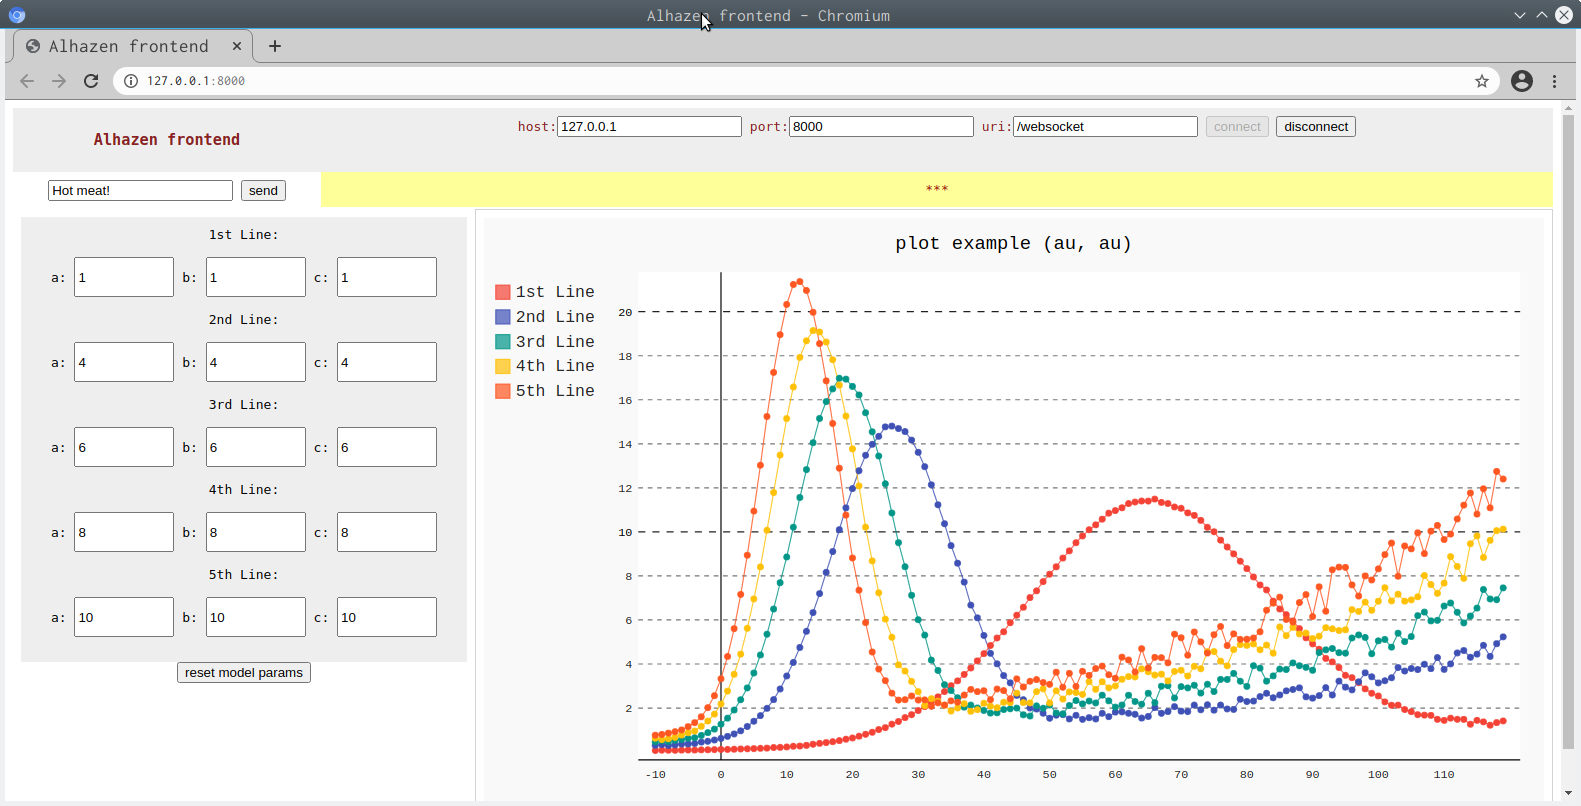 Alhazen frontend – Chromium
Alhazen frontend
127.0.0.1:8000
Alhazen frontend
host: 127.0.0.1 port: 8000 uri: /websocket connect disconnect
Hot meat! send
***
1st Line:
a: 1 b: 1 c: 1
2nd Line:
a: 4 b: 4 c: 4
3rd Line:
a: 6 b: 6 c: 6
4th Line:
a: 8 b: 8 c: 8
5th Line:
a: 10 b: 10 c: 10
reset model params
plot example (au, au)
1st Line
2nd Line
3rd Line
4th Line
5th Line
20
18
16
14
12
10
8
6
4
2
-10 0 10 20 30 40 50 60 70 80 90 100 110